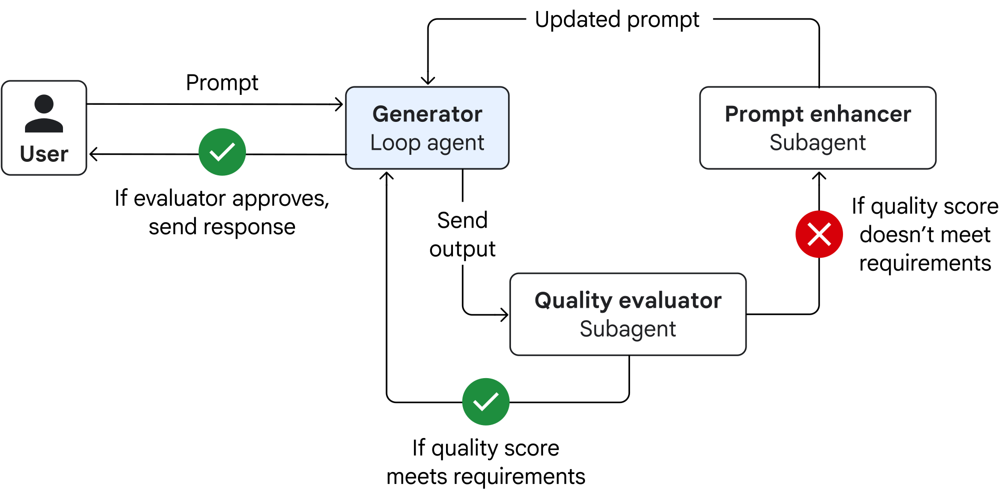 Updated prompt
Prompt
User
Generator
Loop agent
Prompt enhancer
Subagent
If evaluator approves,
send response
Send
output
If quality score
doesn’t meet
requirements
Quality evaluator
Subagent
If quality score
meets requirements